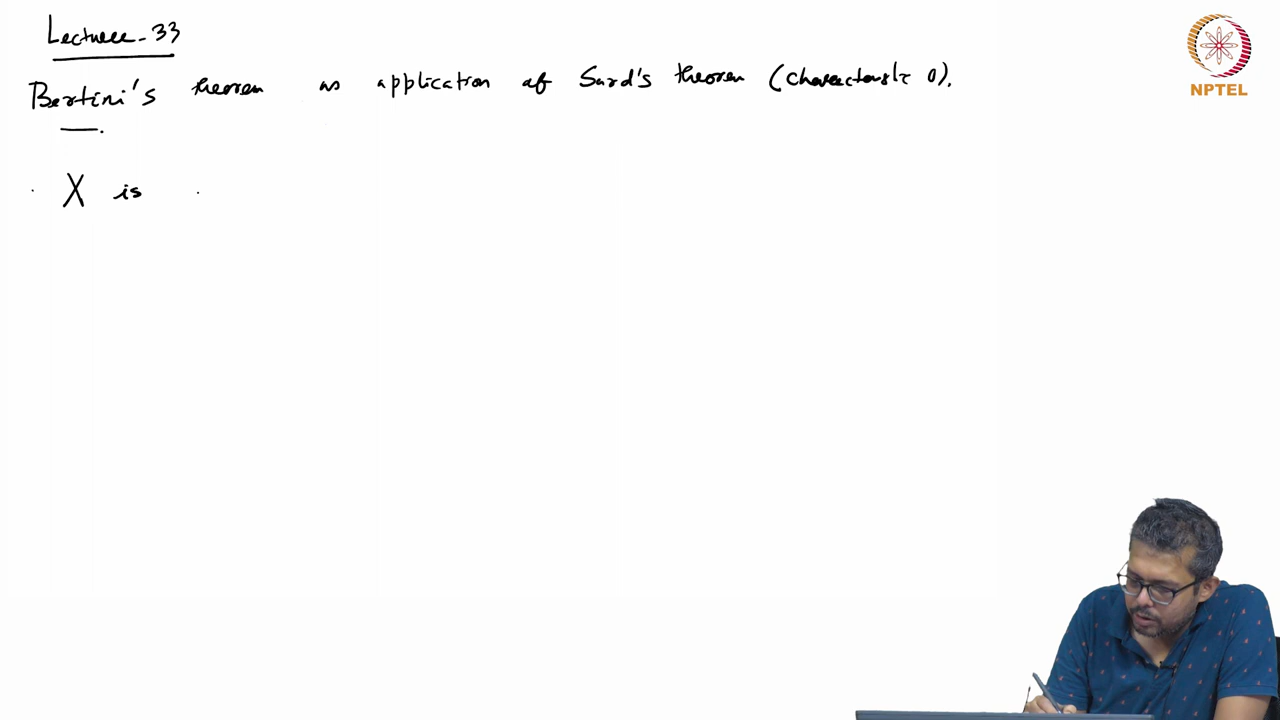 Lecture-33
Bertini's theorem as application of Sard's theorem (Characteristic 0).
X is
NPTEL